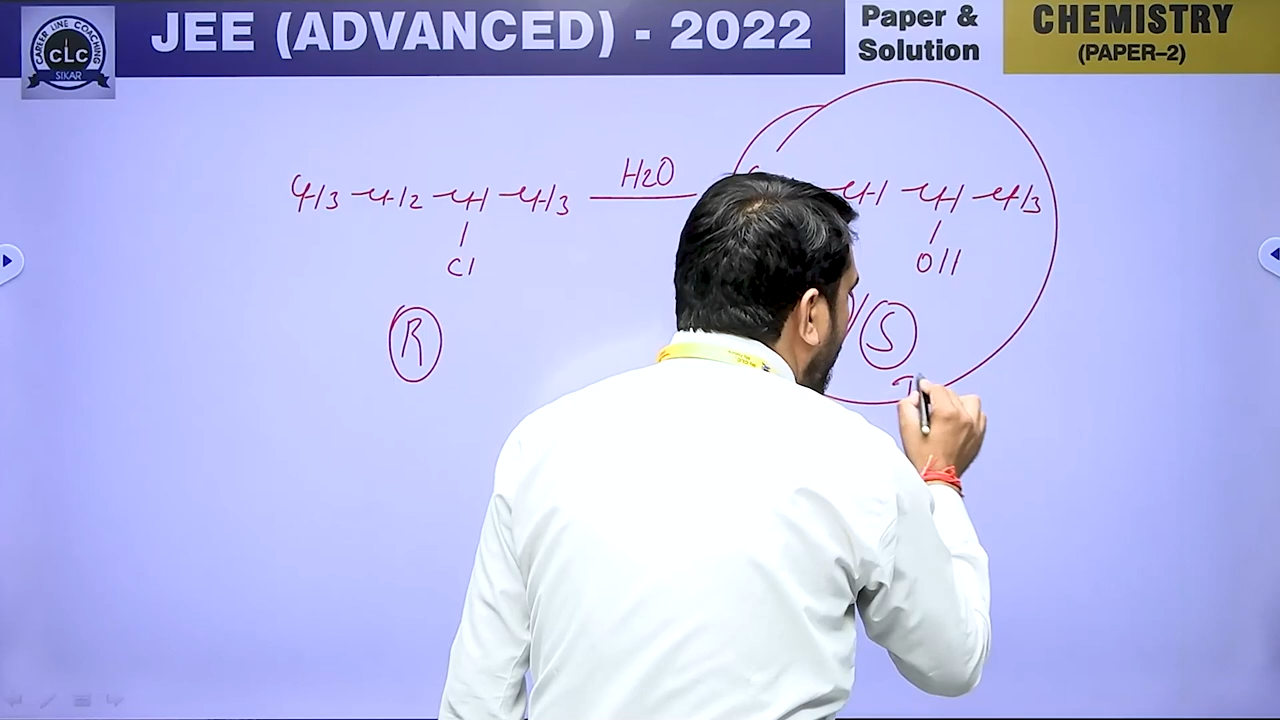 CAREER LINE COACHING
CLC
SIKAR
JEE (ADVANCED) - 2022
Paper &
Solution
CHEMISTRY
(PAPER–2)
CH3 – CH2 – CH – CH3
H2O
CH – CH – CH3
Cl
OH
R
S